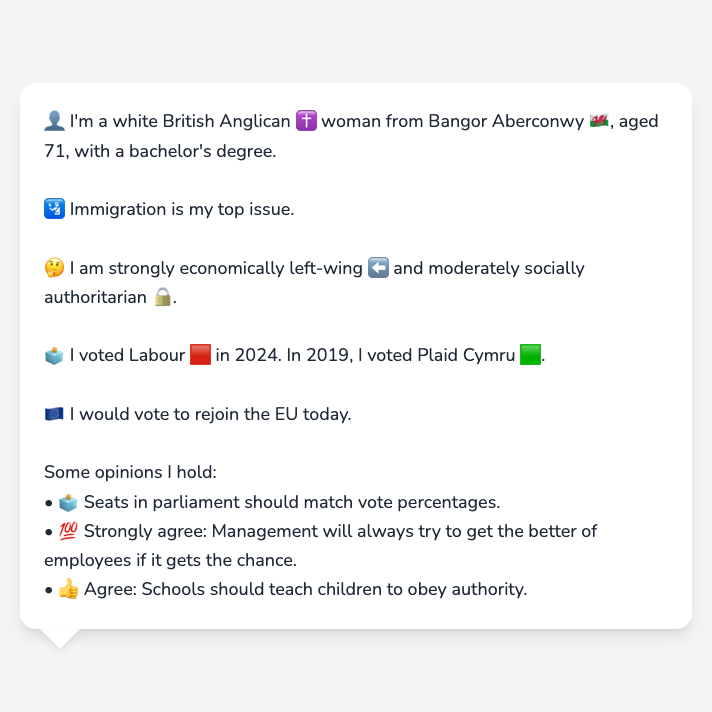 👤 I'm a white British Anglican ✝️ woman from Bangor Aberconwy 🏴󠁧󠁢󠁷󠁬󠁳󠁿, aged
71, with a bachelor's degree.
🛂 Immigration is my top issue.
🤔 I am strongly economically left-wing ⬅️ and moderately socially
authoritarian 🔒.
🗳️ I voted Labour 🟥 in 2024. In 2019, I voted Plaid Cymru 🟩.
🇪🇺 I would vote to rejoin the EU today.
Some opinions I hold:
• 🗳️ Seats in parliament should match vote percentages.
• 💯 Strongly agree: Management will always try to get the better of
employees if it gets the chance.
• 👍 Agree: Schools should teach children to obey authority.